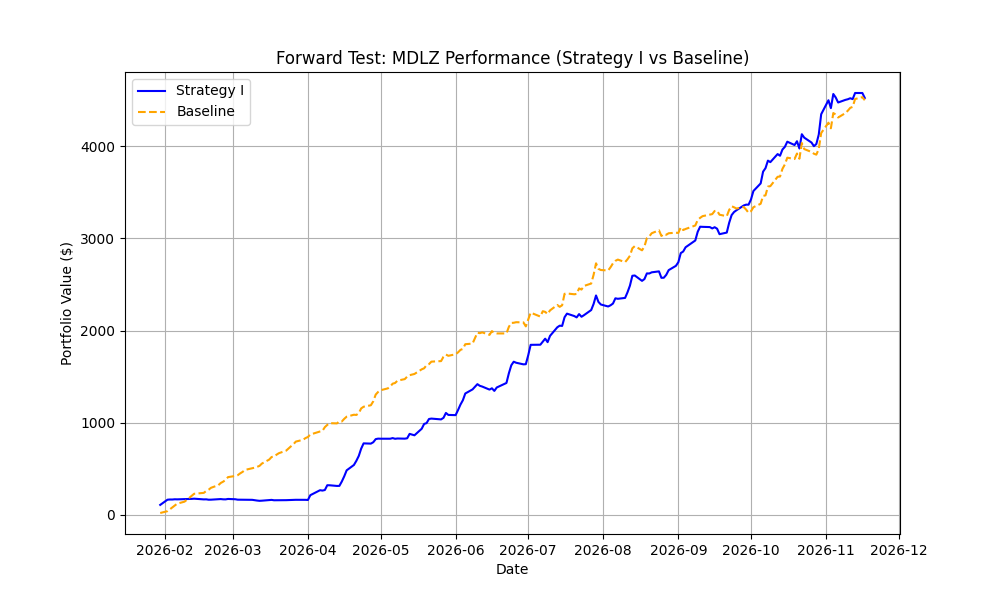 Forward Test: MDLZ Performance (Strategy I vs Baseline)
Strategy I
Baseline
Portfolio Value ($)
4000
3000
2000
1000
0
2026-02 2026-03 2026-04 2026-05 2026-06 2026-07 2026-08 2026-09 2026-10 2026-11 2026-12
Date